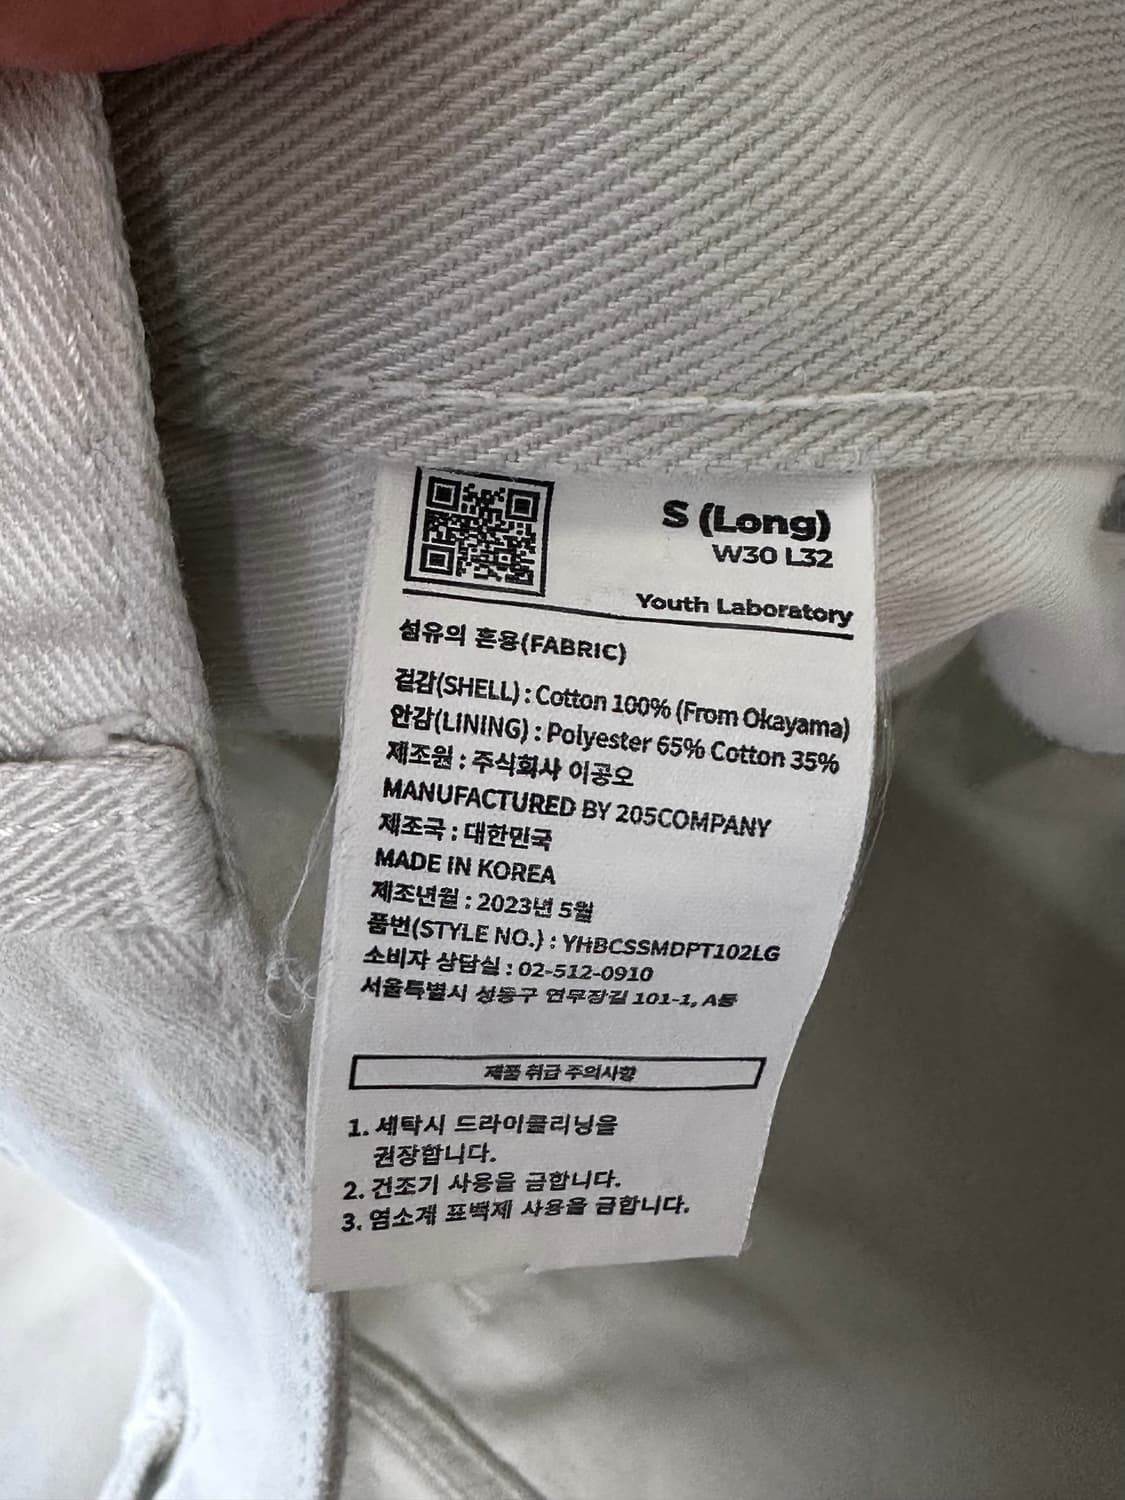 S (Long)
W30 L32
Youth Laboratory
섬유의 혼용(FABRIC)
겉감(SHELL) : Cotton 100% (From Okayama)
안감(LINING) : Polyester 65% Cotton 35%
제조원 : 주식회사 이공오
MANUFACTURED BY 205COMPANY
제조국 : 대한민국
MADE IN KOREA
제조년월 : 2023년 5월
품번(STYLE NO.) : YHBCSSMDPT102LG
소비자 상담실 : 02-512-0910
서울특별시 성동구 연무장길 101-1, A동
제품 취급 주의사항
1. 세탁시 드라이클리닝을
권장합니다.
2. 건조기 사용을 금합니다.
3. 염소계 표백제 사용을 금합니다.